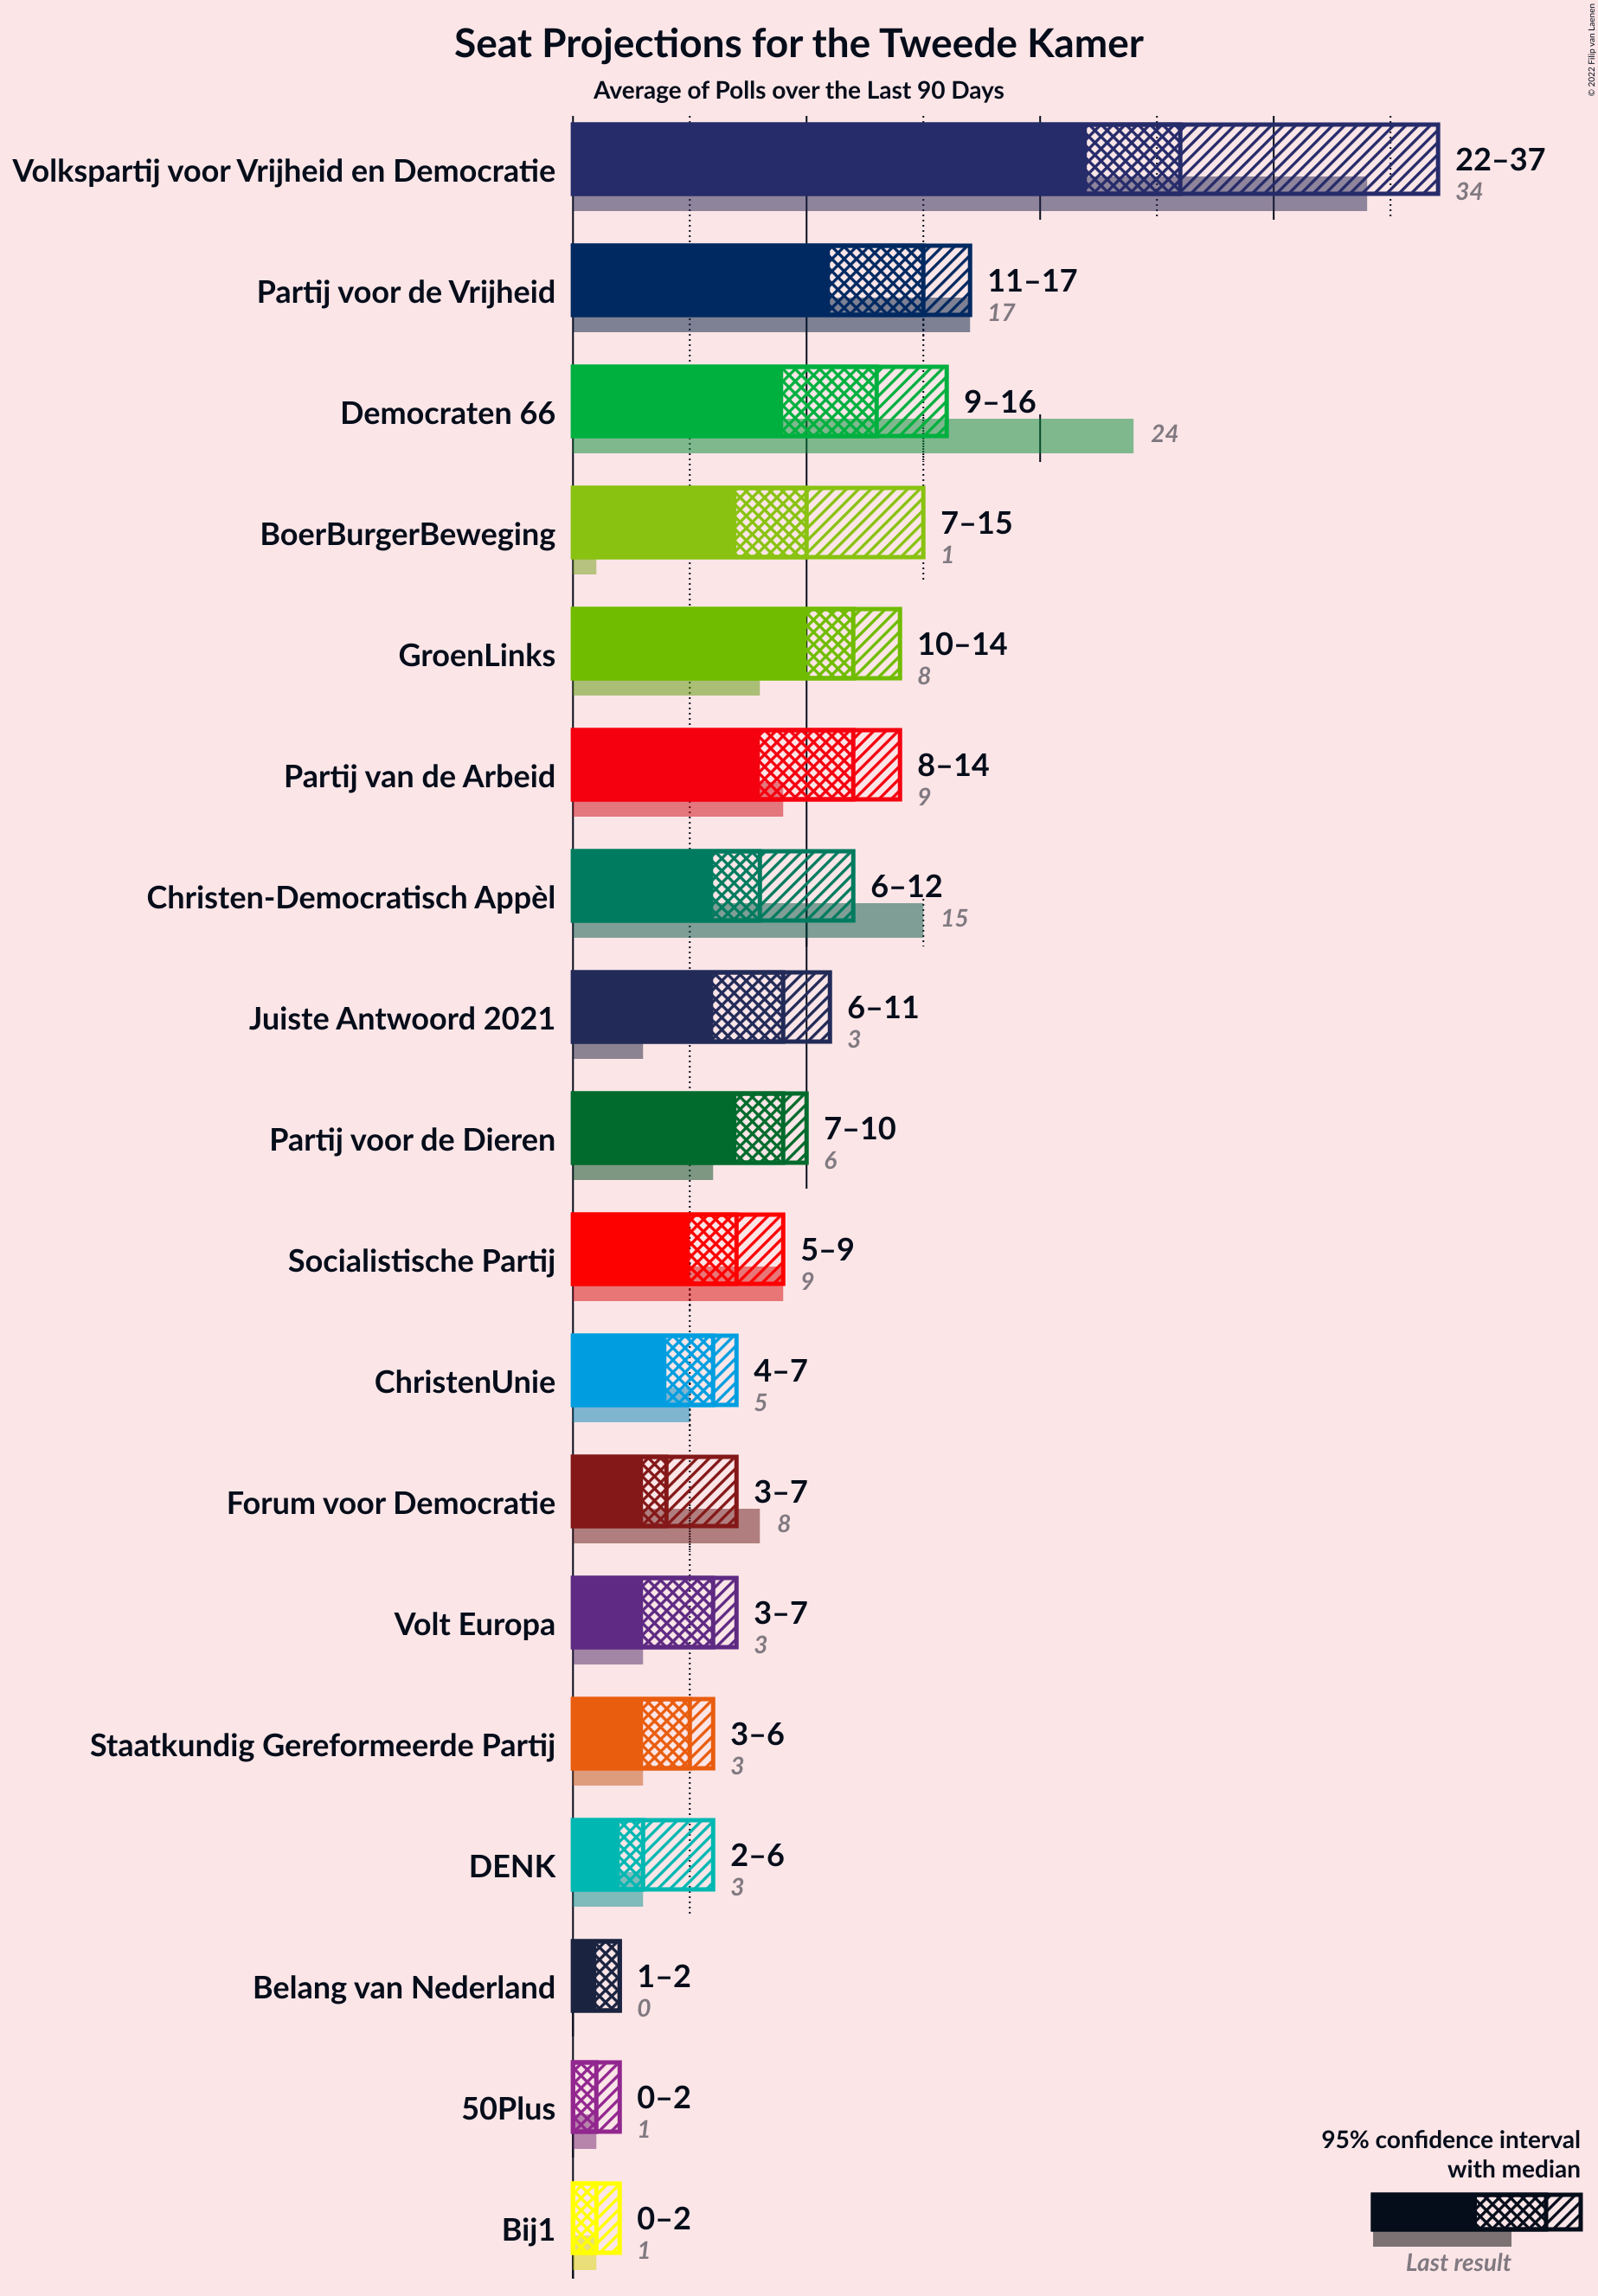 Seat Projections for the Tweede Kamer
Average of Polls over the Last 90 Days
© 2022 Filip van Laenen
Volkspartij voor Vrijheid en Democratie
22–37
34
Partij voor de Vrijheid
11–17
17
Democraten 66
9–16
24
BoerBurgerBeweging
7–15
1
GroenLinks
10–14
8
Partij van de Arbeid
8–14
9
Christen-Democratisch Appèl
6–12
15
Juiste Antwoord 2021
6–11
3
Partij voor de Dieren
7–10
6
Socialistische Partij
5–9
9
ChristenUnie
4–7
5
Forum voor Democratie
3–7
8
Volt Europa
3–7
3
Staatkundig Gereformeerde Partij
3–6
3
DENK
2–6
3
Belang van Nederland
1–2
0
50Plus
0–2
1
Bij1
0–2
1
95% confidence interval
with median
Last result